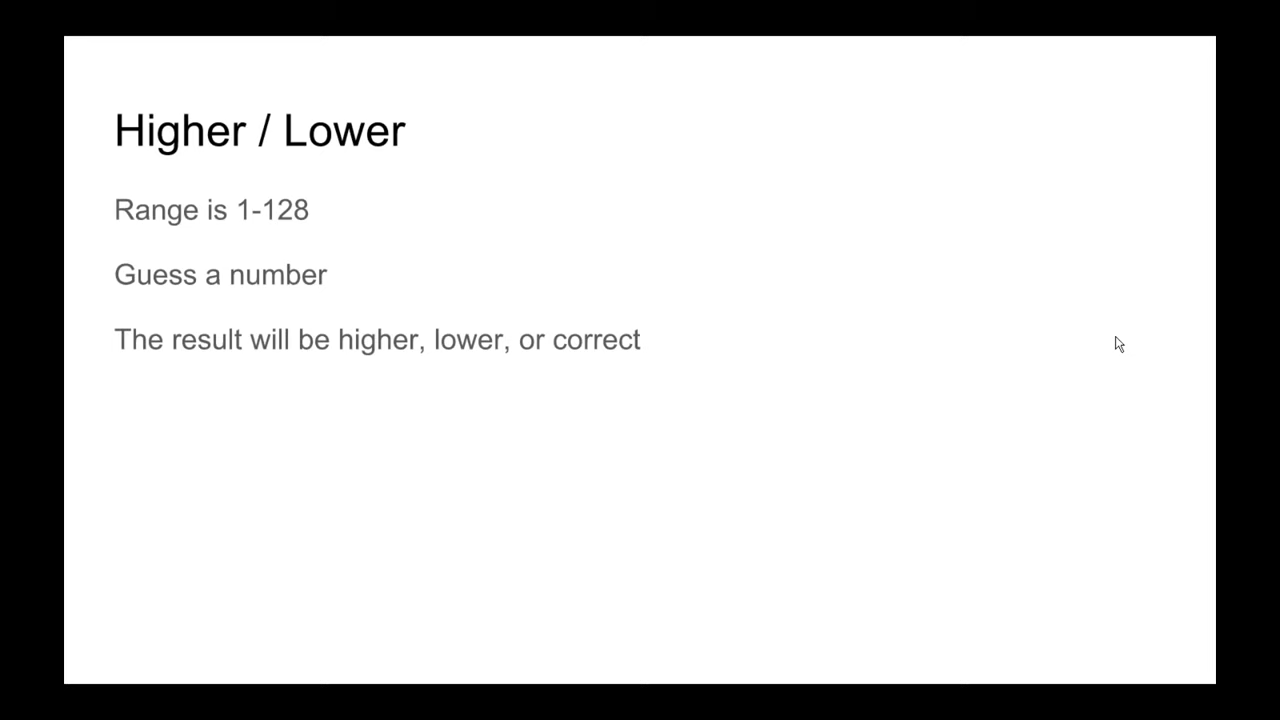 Higher / Lower
Range is 1-128
Guess a number
The result will be higher, lower, or correct